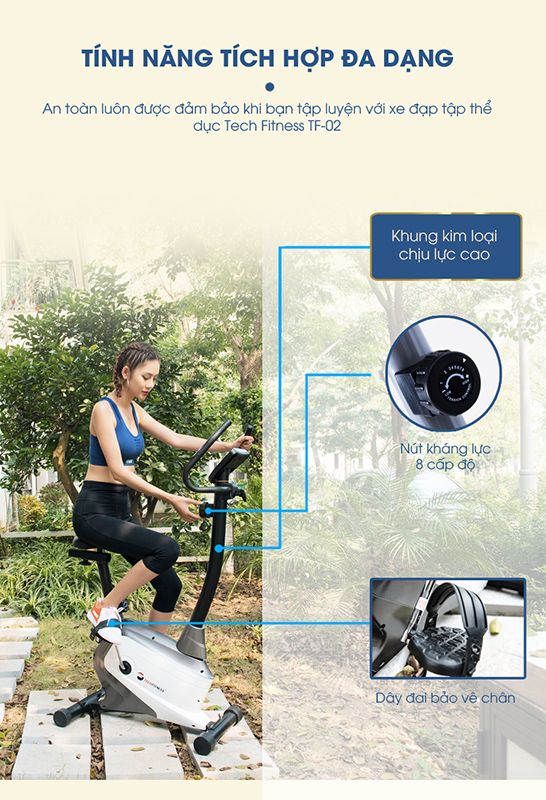 TÍNH NĂNG TÍCH HỢP ĐA DẠNG
An toàn luôn được đảm bảo khi bạn tập luyện với xe đạp tập thể
dục Tech Fitness TF-02
Khung kim loại
chịu lực cao
Nút kháng lực
8 cấp độ
Dây đai bảo vê chân